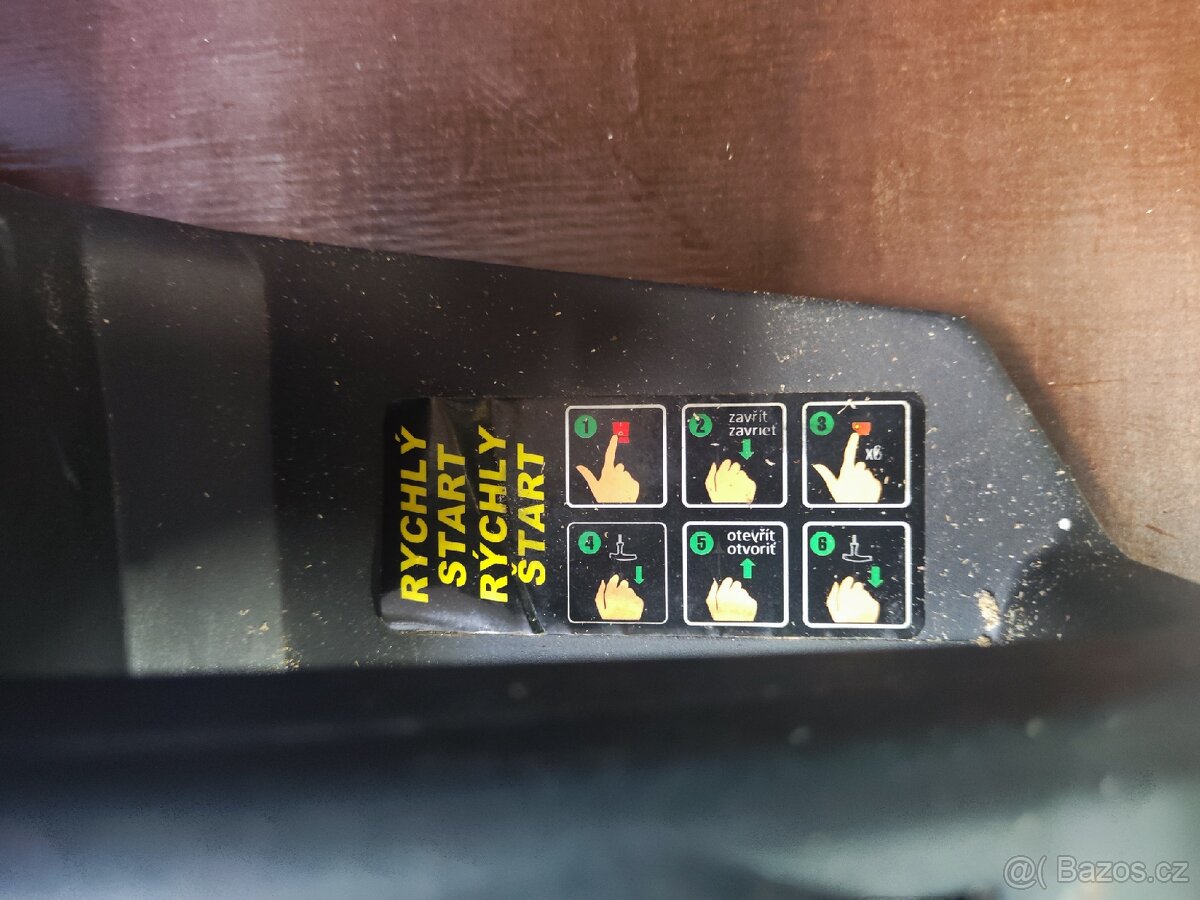 RYCHLÝ
START
RÝCHLY
ŠTART
1
2
zavřít
zavrieť
3
x6
4
5
otevřít
otvoriť
6
@( Bazos.cz